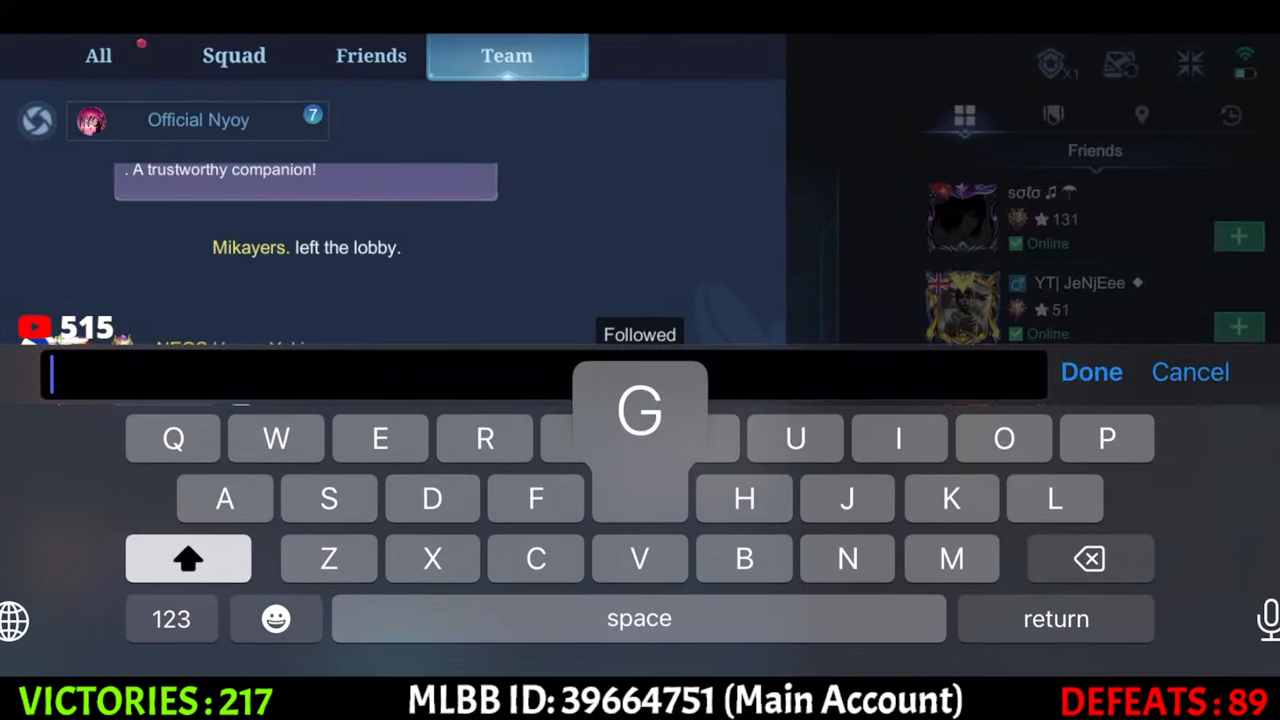 All Squad Friends Team
X1
Official Nyoy 7
Friends
. A trustworthy companion!
131
Online
Mikayers. left the lobby.
YT| JeNjEee
51
Online
515
Followed
Done Cancel
G
Q W E R U I O P
A S D F H J K L
Z X C V B N M
123 space return
VICTORIES : 217 MLBB ID: 39664751 (Main Account) DEFEATS : 89